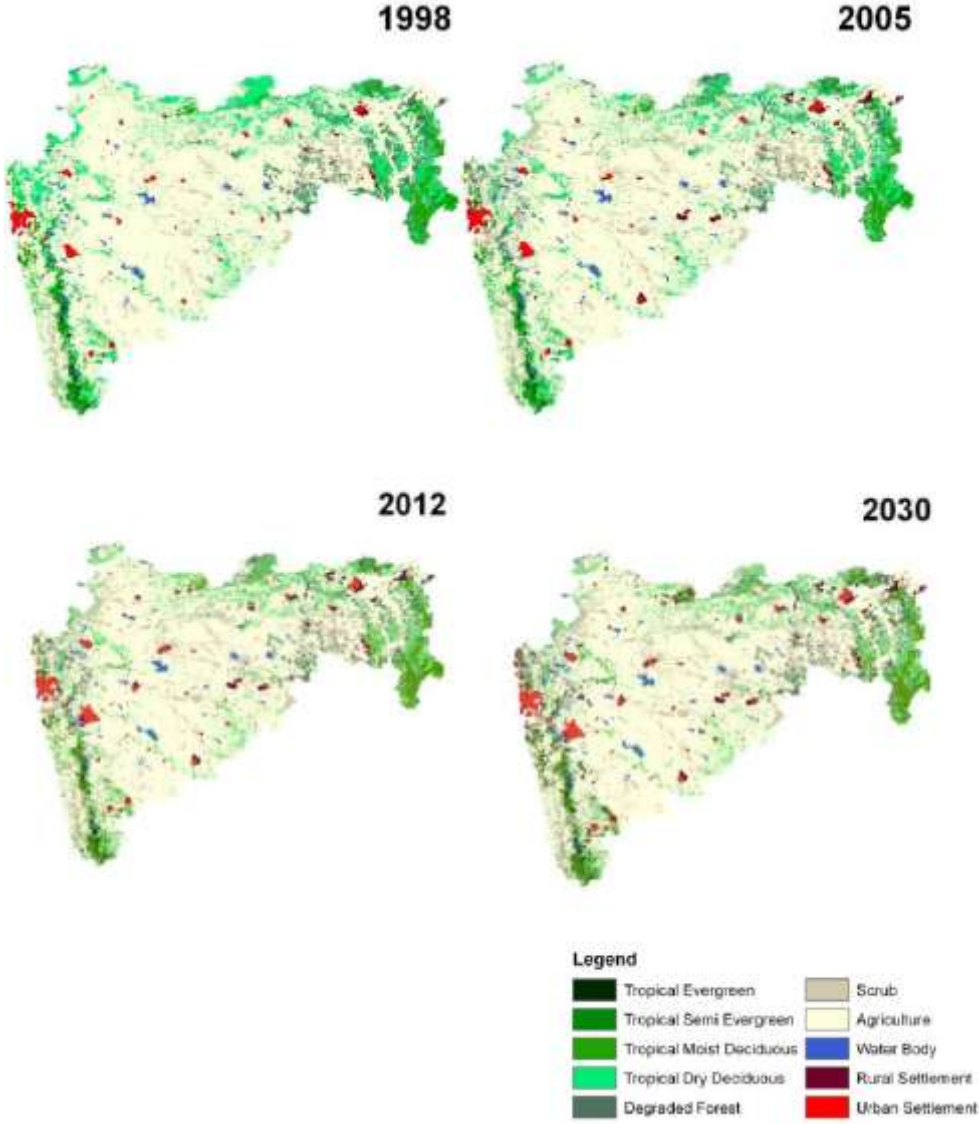 1998
2005
2012
2030
Legend
Tropical Evergreen
Tropical Semi Evergreen
Tropical Moist Deciduous
Tropical Dry Deciduous
Degraded Forest
Scrub
Agriculture
Water Body
Rural Settlement
Urban Settlement